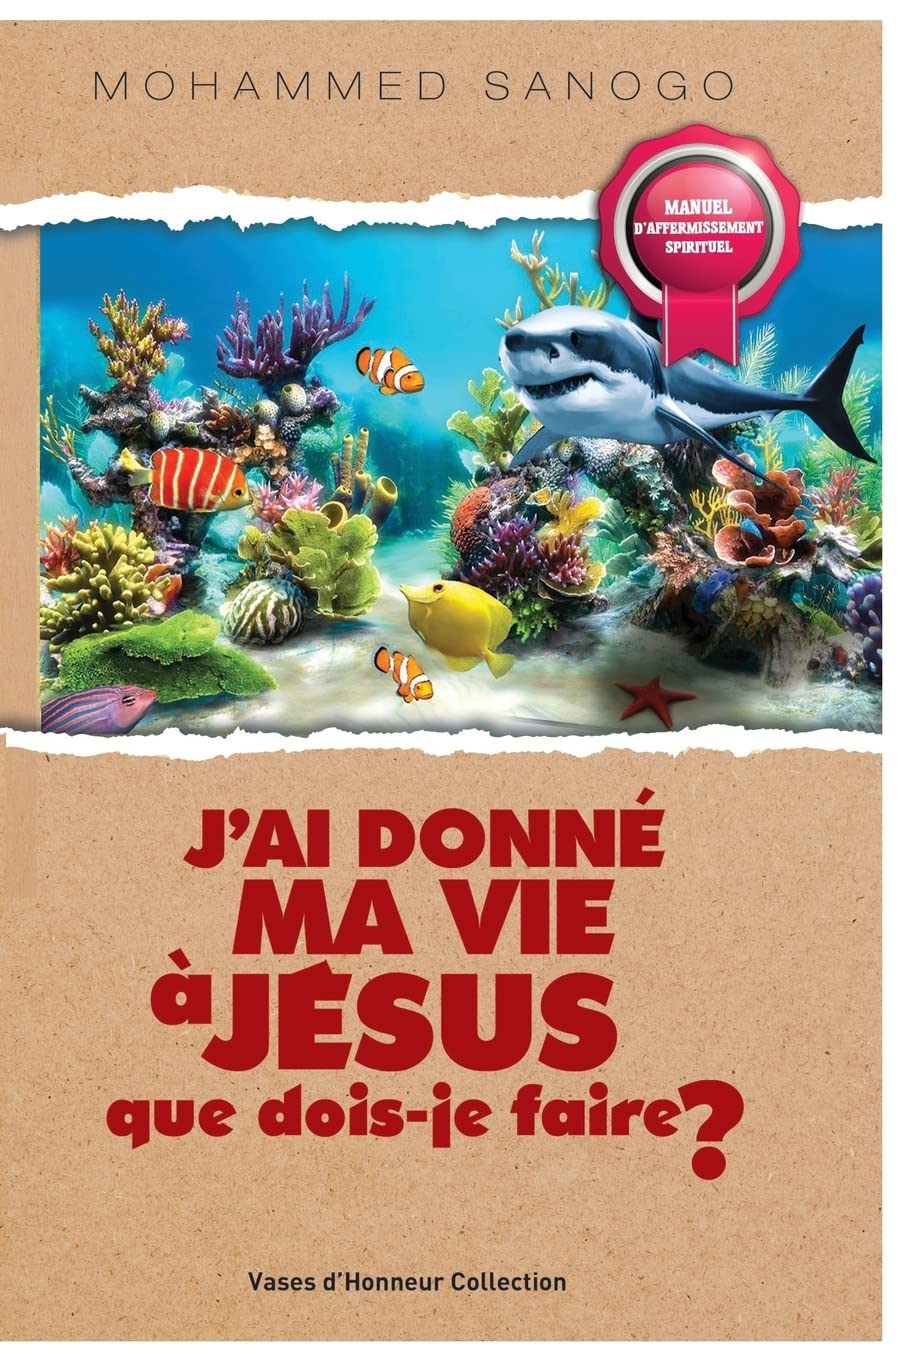 MOHAMMED SANOGO
MANUEL
D'AFFERMISSEMENT
SPIRITUEL
J'AI DONNÉ
MA VIE
à JÉSUS
que dois-je faire?
Vases d'Honneur Collection